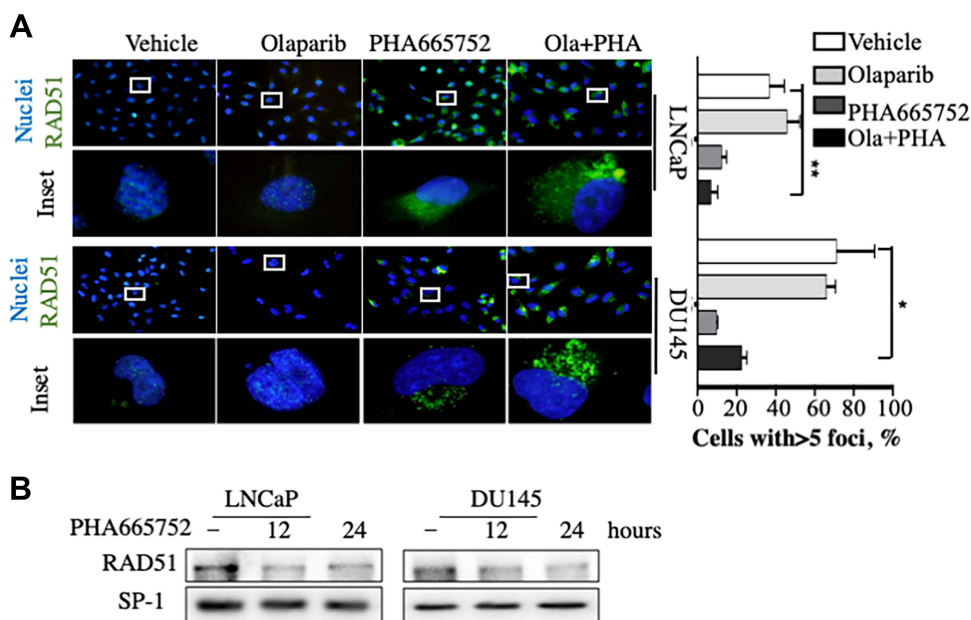 A
Vehicle Olaparib PHA665752 Ola+PHA
Nuclei
RAD51
Inset
Nuclei
RAD51
Inset
LNCaP
DU145
**
*
Vehicle
Olaparib
PHA665752
Ola+PHA
0 20 40 60 80 100
Cells with>5 foci, %
B
LNCaP DU145
PHA665752 – 12 24 – 12 24 hours
RAD51
SP-1